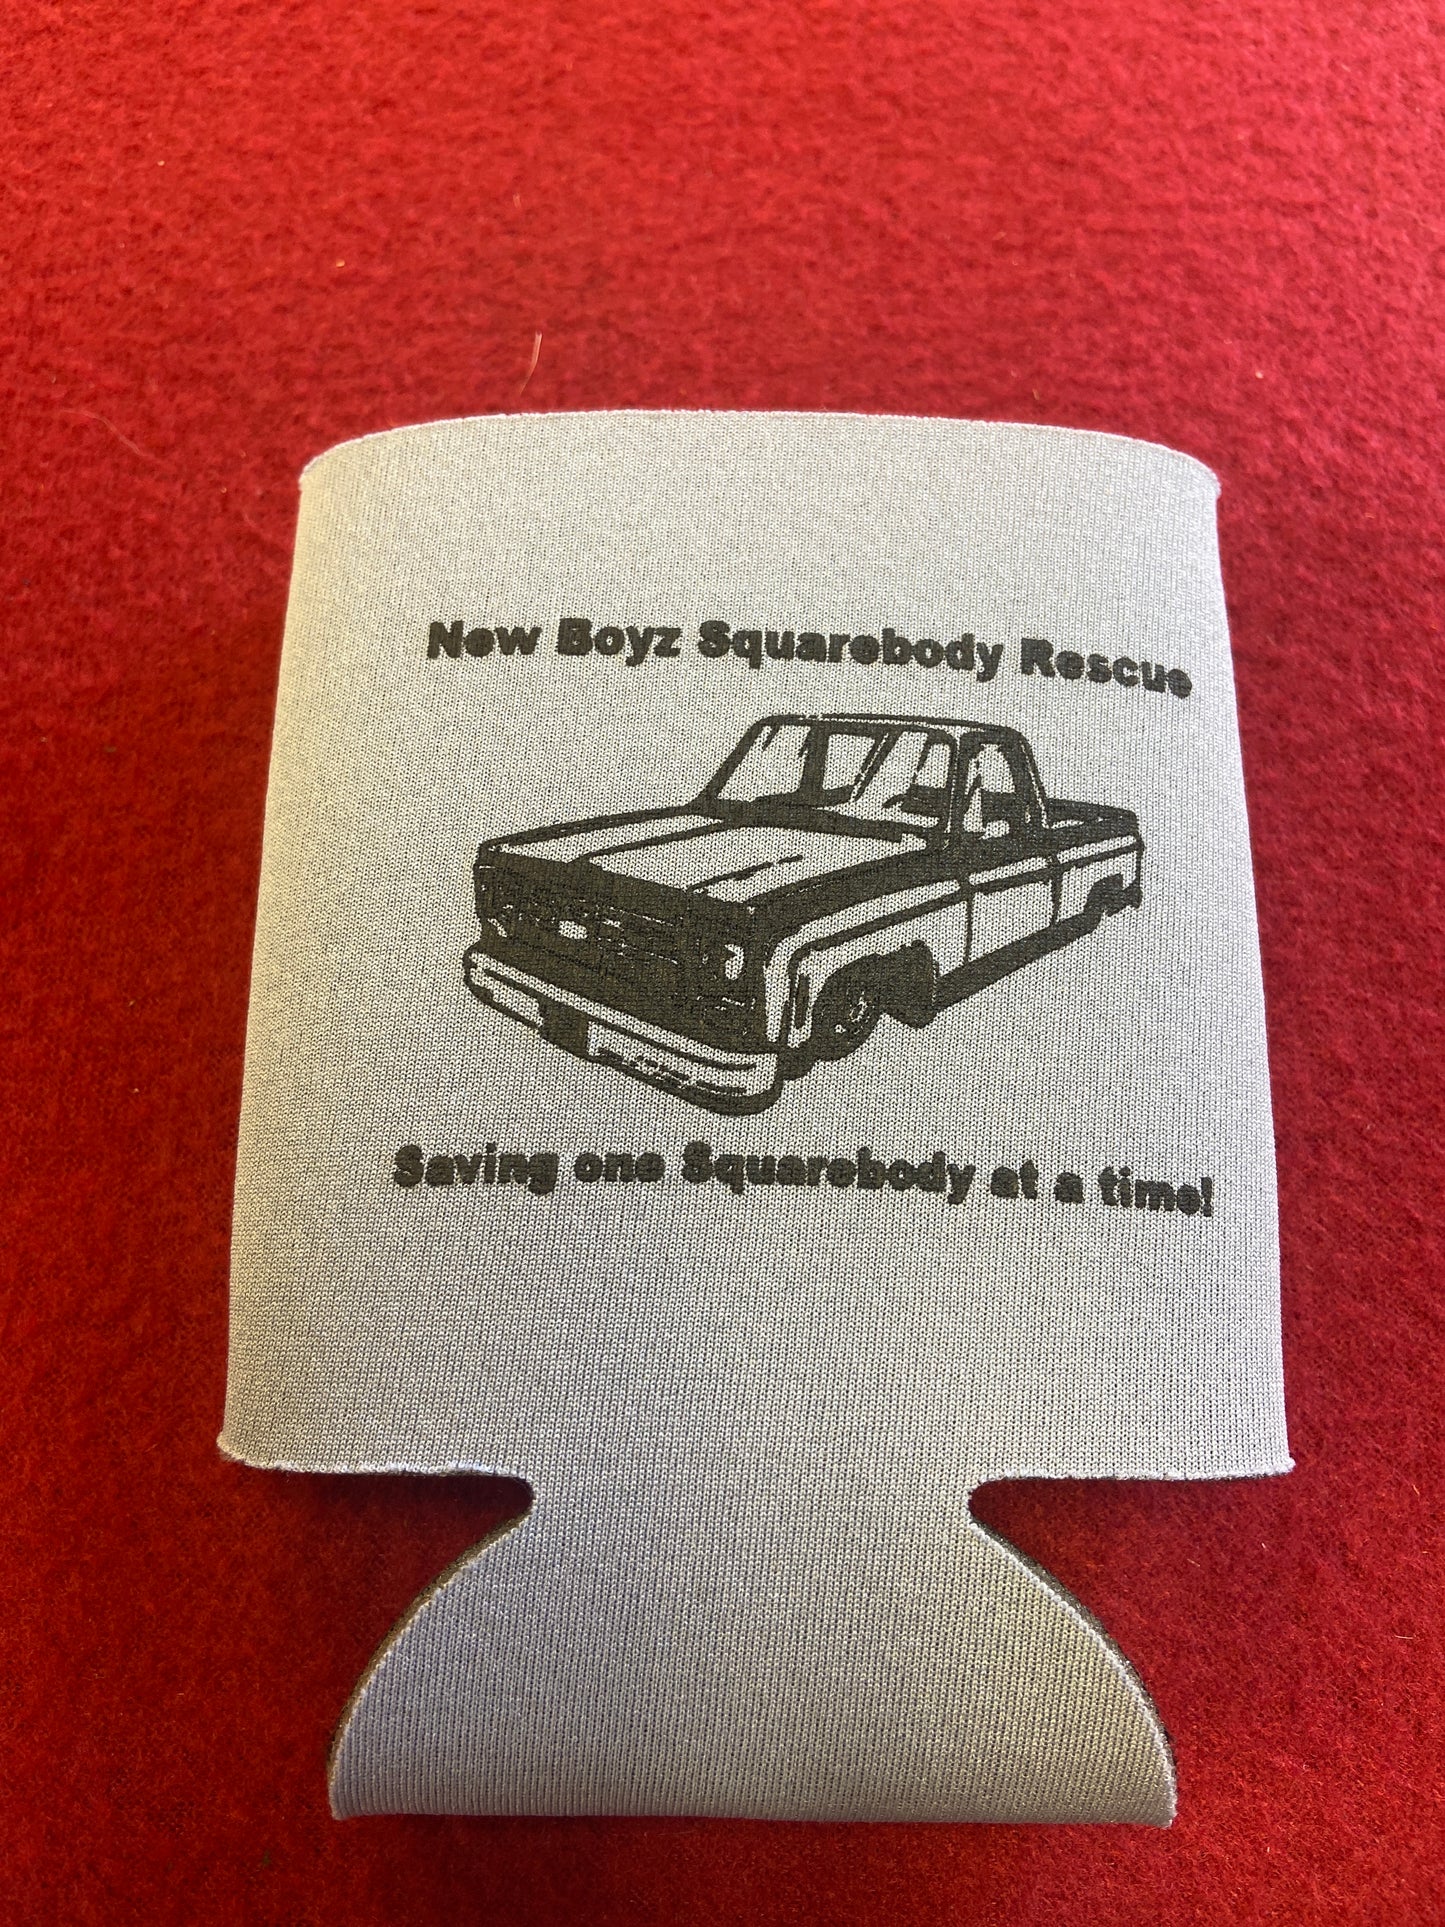 New Boyz Squarebody Rescue
Saving one Squarebody at a time!